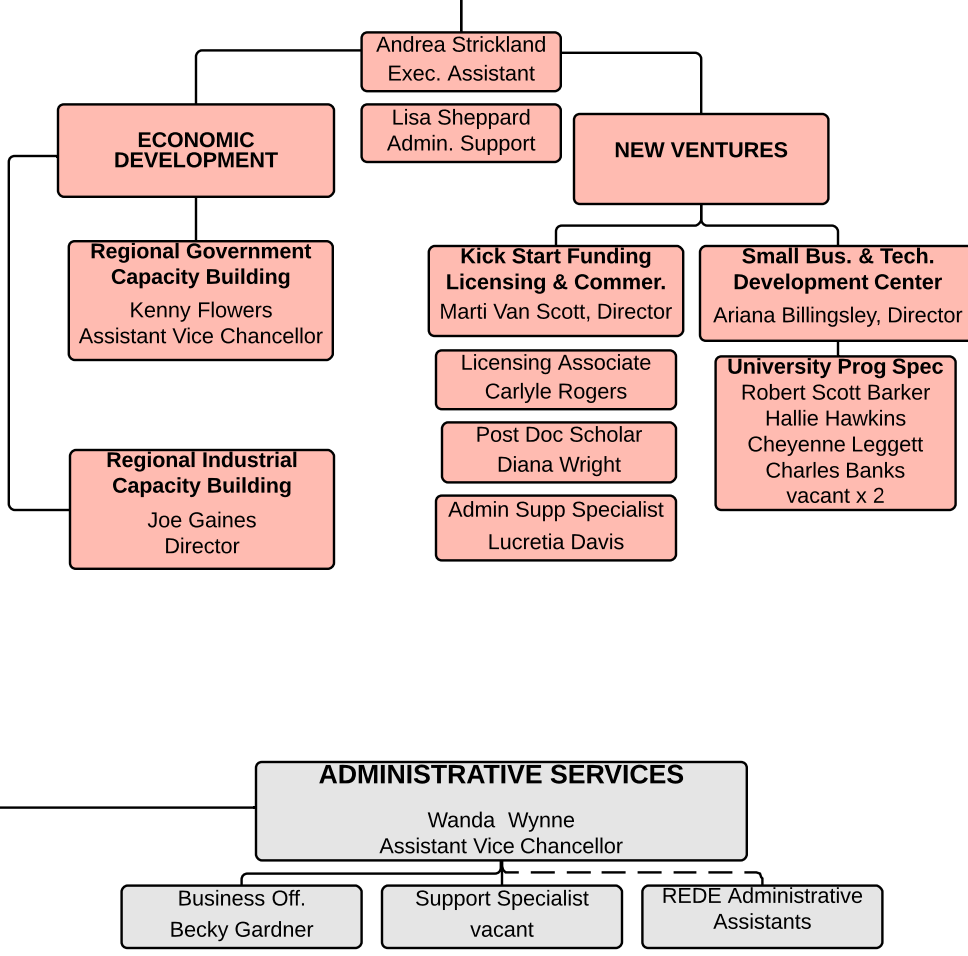 Andrea Strickland
Exec. Assistant
Lisa Sheppard
Admin. Support
ECONOMIC
DEVELOPMENT
NEW VENTURES
Regional Government
Capacity Building
Kenny Flowers
Assistant Vice Chancellor
Regional Industrial
Capacity Building
Joe Gaines
Director
Kick Start Funding
Licensing & Commer.
Marti Van Scott, Director
Licensing Associate
Carlyle Rogers
Post Doc Scholar
Diana Wright
Admin Supp Specialist
Lucretia Davis
Small Bus. & Tech.
Development Center
Ariana Billingsley, Director
University Prog Spec
Robert Scott Barker
Hallie Hawkins
Cheyenne Leggett
Charles Banks
vacant x 2
ADMINISTRATIVE SERVICES
Wanda Wynne
Assistant Vice Chancellor
Business Off.
Becky Gardner
Support Specialist
vacant
REDE Administrative
Assistants